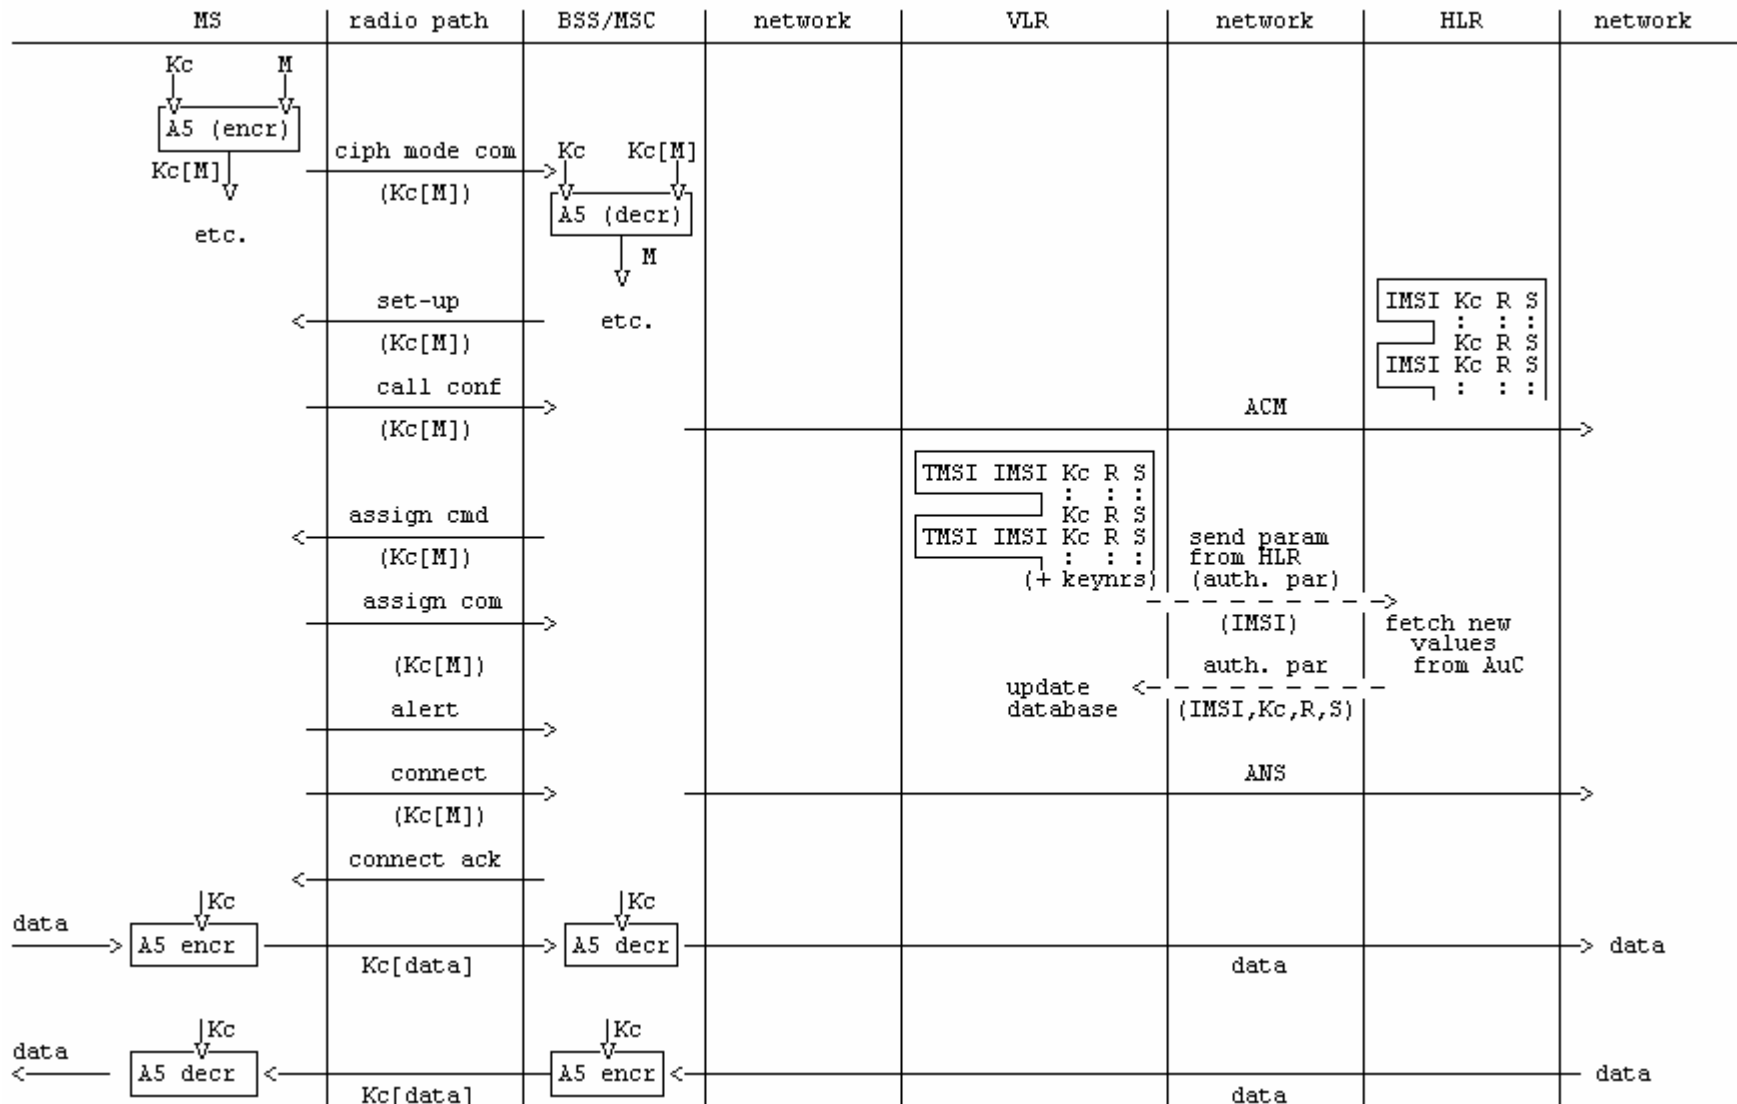 MS radio path BSS/MSC network VLR network HLR network
Kc M
A5 (encr)
ciph mode com Kc Kc[M]
Kc[M]
(Kc[M])
A5 (decr)
etc.
M
set-up IMSI Kc R S
etc. : : :
(Kc[M]) Kc R S
IMSI Kc R S
call conf : : :
ACM
(Kc[M])
TMSI IMSI Kc R S
: : :
assign cmd Kc R S
TMSI IMSI Kc R S send param
(Kc[M]) : : : from HLR
(+ keynrs) (auth. par)
assign com
(IMSI) fetch new
values
(Kc[M]) auth. par from AuC
update
alert database (IMSI,Kc,R,S)
connect ANS
(Kc[M])
connect ack
Kc Kc
data
A5 encr A5 decr data
Kc[data] data
Kc Kc
data
A5 decr A5 encr data
Kc[data] data